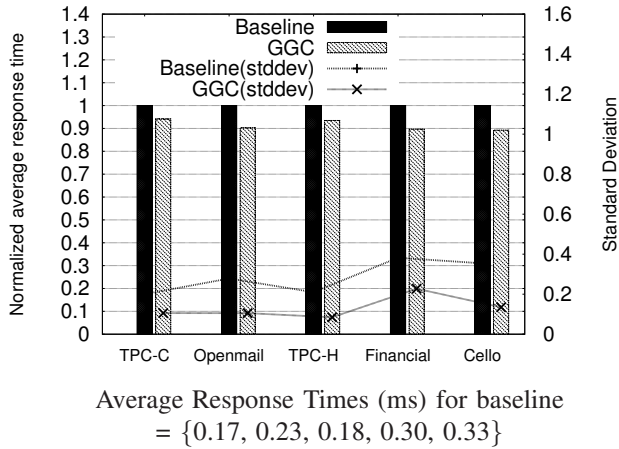 Normalized average response time
1.4
1.3
1.2
1.1
1
0.9
0.8
0.7
0.6
0.5
0.4
0.3
0.2
0.1
0
Baseline
GGC
Baseline(stddev)
GGC(stddev)
1.6
1.4
1.2
1
0.8
0.6
0.4
0.2
0
Standard Deviation
TPC-C Openmail TPC-H Financial Cello
Average Response Times (ms) for baseline
= {0.17, 0.23, 0.18, 0.30, 0.33}